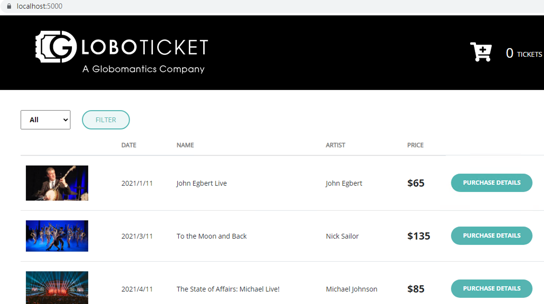 localhost:5000
GLOBOTICKET
A Globomantics Company
0 TICKETS
All
FILTER
DATE NAME ARTIST PRICE
2021/1/11 John Egbert Live John Egbert $65 PURCHASE DETAILS
2021/3/11 To the Moon and Back Nick Sailor $135 PURCHASE DETAILS
2021/4/11 The State of Affairs: Michael Live! Michael Johnson $85 PURCHASE DETAILS